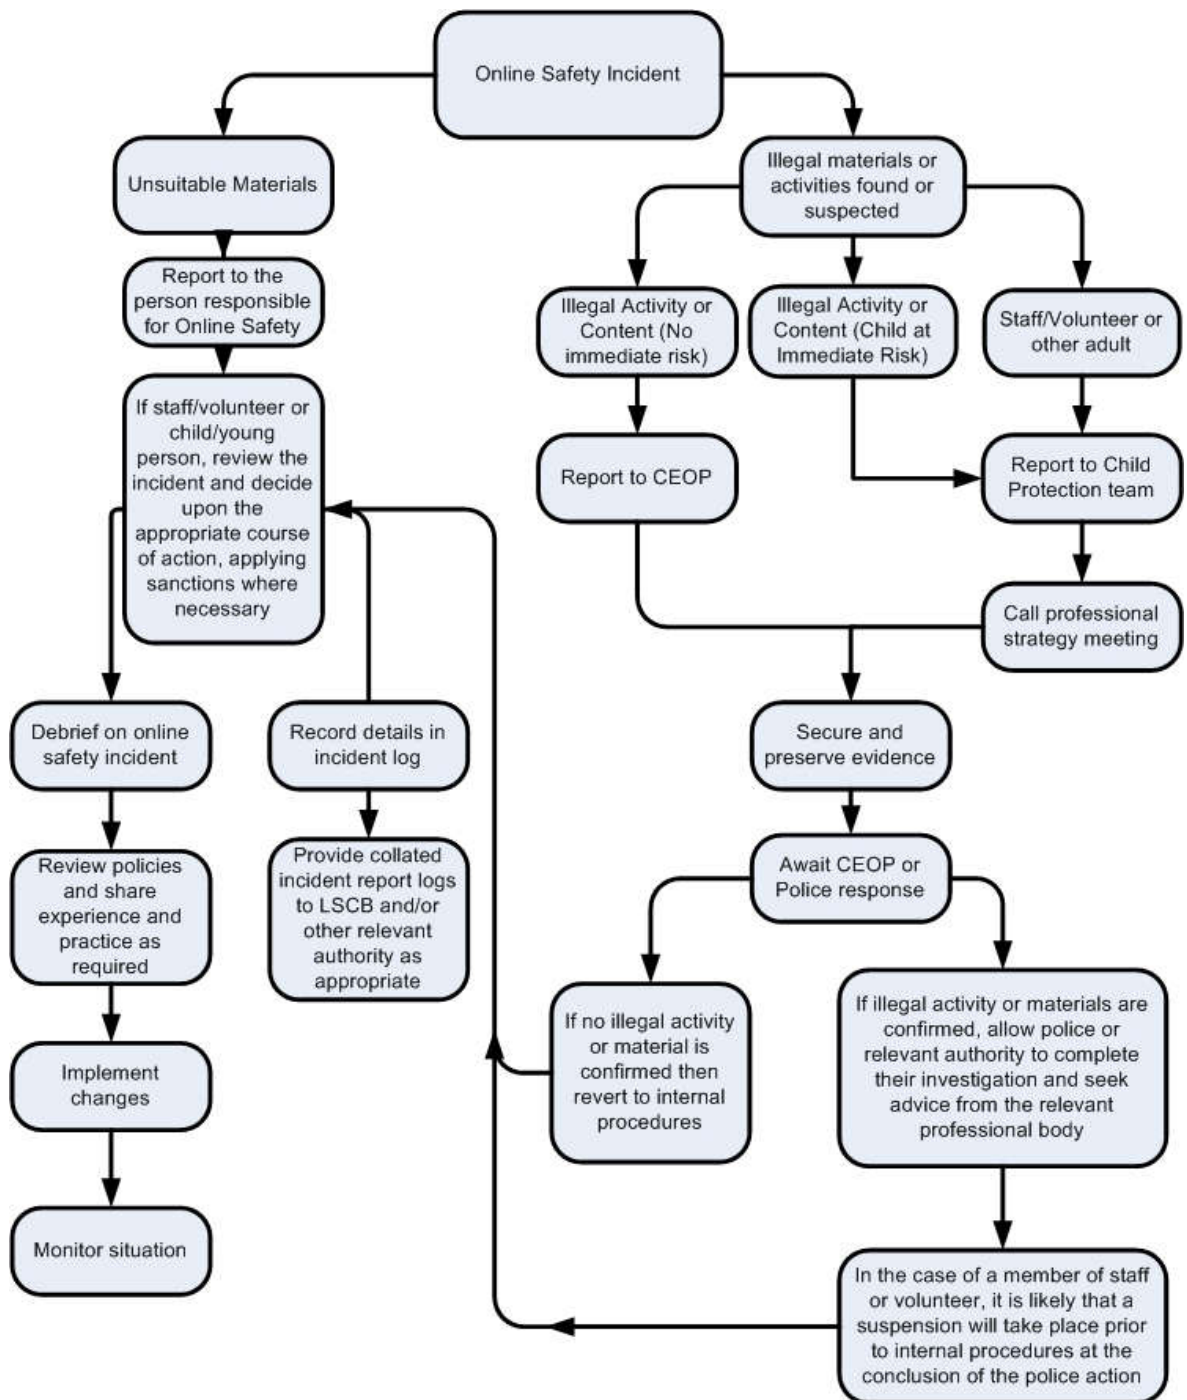 Online Safety Incident
Unsuitable Materials
Illegal materials or
activities found or
suspected
Report to the
person responsible
for Online Safety
Illegal Activity or
Content (No
immediate risk)
Illegal Activity or
Content (Child at
Immediate Risk)
Staff/Volunteer or
other adult
If staff/volunteer or
child/young
person, review the
incident and decide
upon the
appropriate course
of action, applying
sanctions where
necessary
Report to CEOP
Report to Child
Protection team
Call professional
strategy meeting
Debrief on online
safety incident
Record details in
incident log
Secure and
preserve evidence
Review policies
and share
experience and
practice as
required
Provide collated
incident report logs
to LSCB and/or
other relevant
authority as
appropriate
Await CEOP or
Police response
If no illegal activity
or material is
confirmed then
revert to internal
procedures
If illegal activity or materials are
confirmed, allow police or
relevant authority to complete
their investigation and seek
advice from the relevant
professional body
Implement
changes
Monitor situation
In the case of a member of staff
or volunteer, it is likely that a
suspension will take place prior
to internal procedures at the
conclusion of the police action